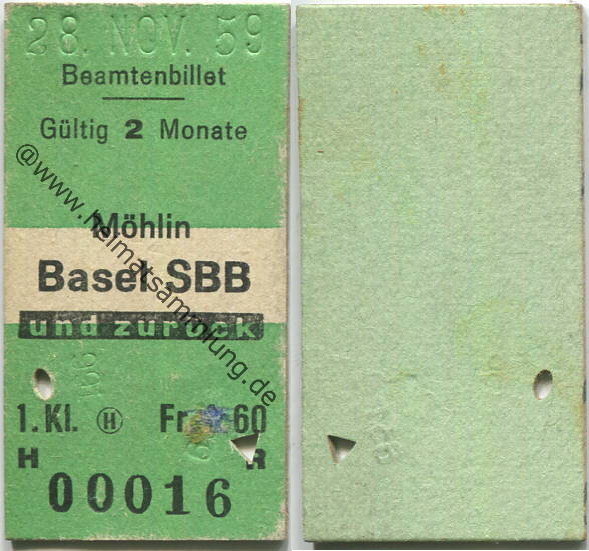 28. NOV. 59
Beamtenbillet
Gültig 2 Monate
Möhlin
Basel SBB
und zurück
1. Kl. H Fr. 60
H R
00016
@www.heimatsammlung.de